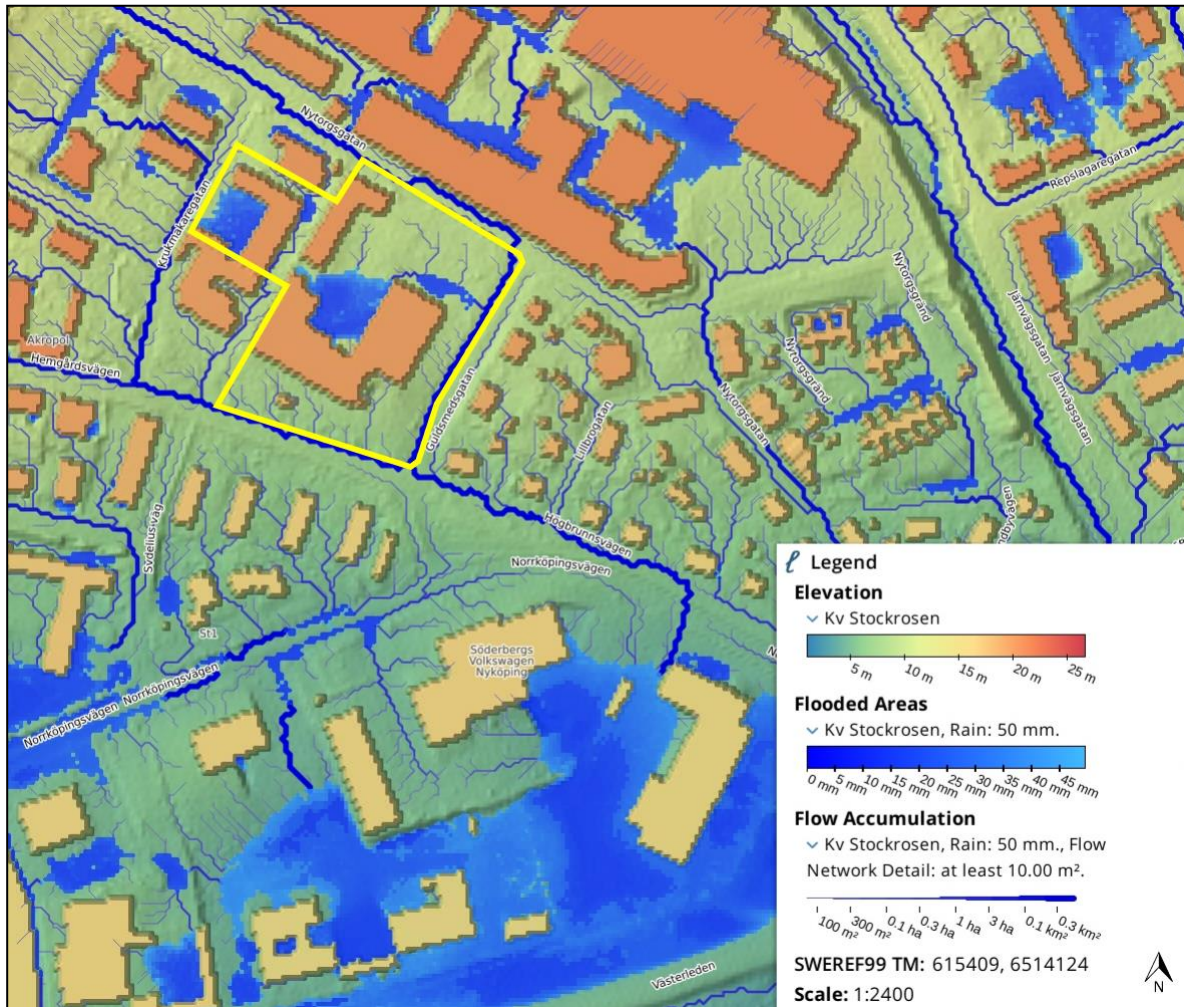 Nytorgsgatan
Repslagaregatan
Krukmakaregatan
Nytorgsgränd
Järnvägsgatan
Akropol
Hemgårdsvägen
Nytorgsgränd
Järnvägsgatan
Guldsmedsgatan
Lillbrogatan
Nytorgsgatan
Högbrunnsvägen
Norrköpingsvägen
St1
Söderbergs
Volkswagen
Nyköping
Norrköpingsvägen Norrköpingsvägen
Västerleden
Legend
Elevation
Kv Stockrosen
5 m 10 m 15 m 20 m 25 m
Flooded Areas
Kv Stockrosen, Rain: 50 mm.
0 mm 5 mm 10 mm 15 mm 20 mm 25 mm 30 mm 35 mm 40 mm 45 mm
Flow Accumulation
Kv Stockrosen, Rain: 50 mm., Flow
Network Detail: at least 10.00 m².
100 m² 300 m² 0.1 ha 0.3 ha 1 ha 3 ha 0.1 km² 0.3 km²
SWEREF99 TM: 615409, 6514124
Scale: 1:2400
N